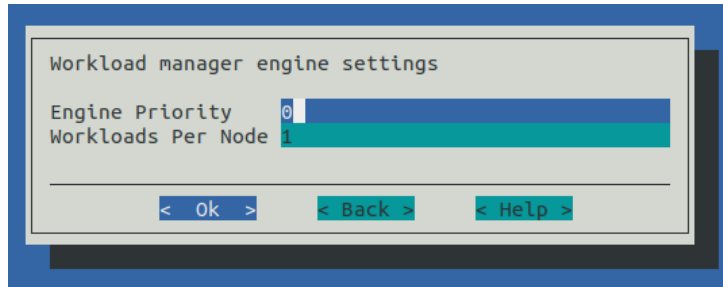 Workload manager engine settings
Engine Priority 0
Workloads Per Node 1
< Ok > < Back > < Help >